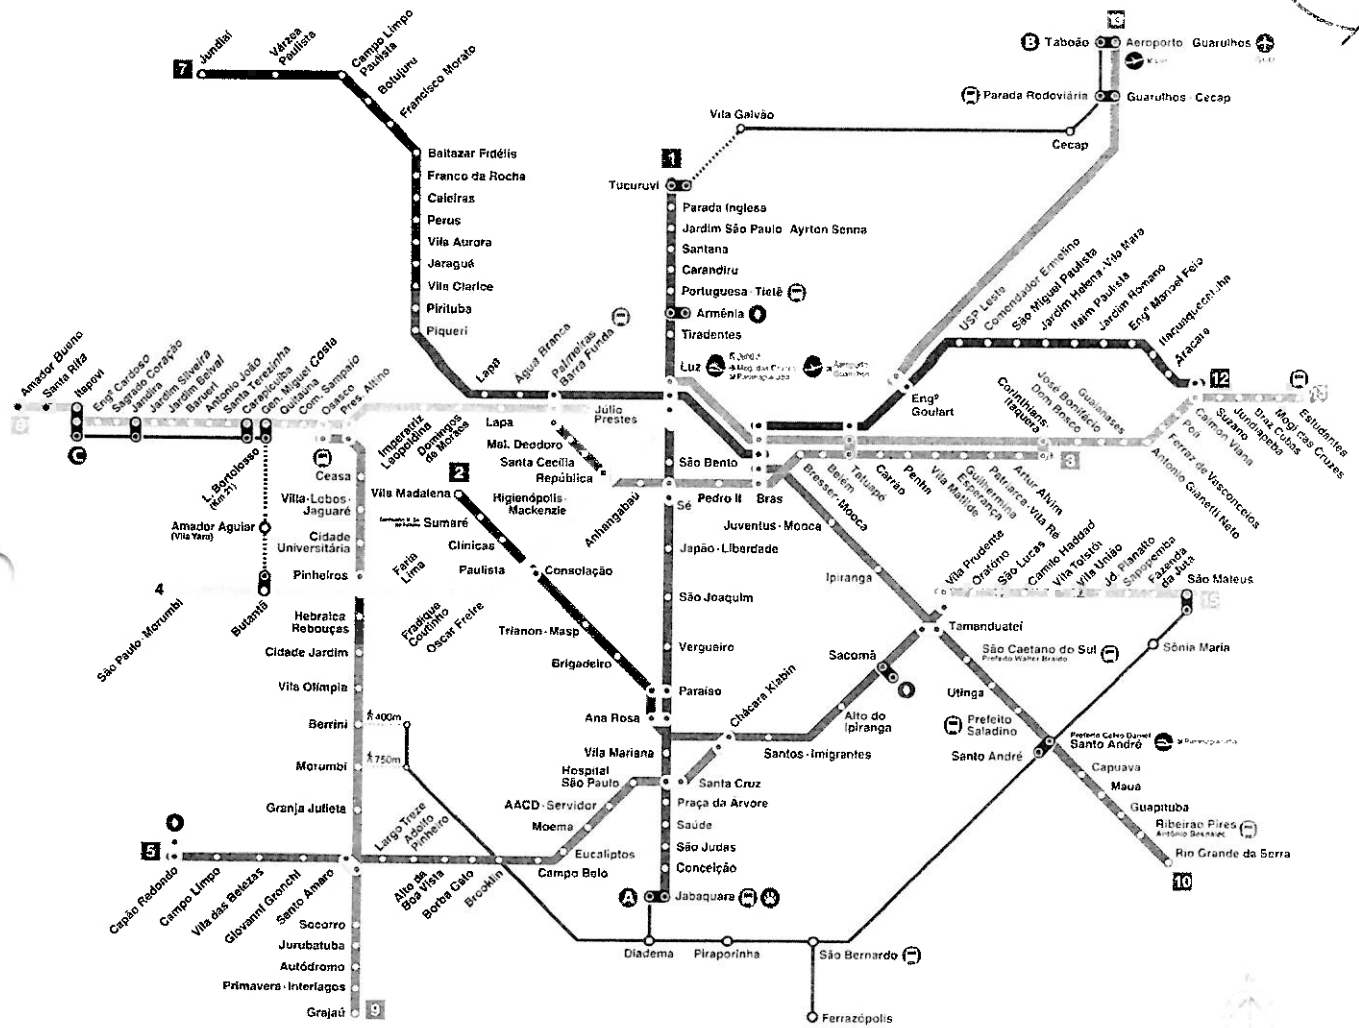 13
B Taboão
Aeroporto Guarulhos
7
Jundiaí
Várzea
Paulista
Campo Limpo
Paulista
Botujuru
Francisco Morato
Parada Rodoviária
Guarulhos - Cecap
Vila Galvão
Cecap
Baltazar Fidélis
Franco da Rocha
Caieiras
Perus
Vila Aurora
Jaraguá
Vila Clarice
Pirituba
Piqueri
1
Tucuruvi
Parada Inglesa
Jardim São Paulo Ayrton Senna
Santana
Carandiru
Portuguesa - Tietê
Armênia
Tiradentes
Luz
USP Leste
Comendador Ermelino
São Miguel Paulista
Jardim Helena - Vila Mara
Itaim Paulista
Jardim Romano
Engº Manoel Feio
Itaquaquecetuba
Aracaré
12
Engº
Goulart
Lapa
Água Branca
Palmeiras
Barra Funda
Amador Bueno
Santa Rita
Itapevi
Engº Cardoso
Sagrado Coração
Jandira
Jardim Silveira
Jardim Belval
Barueri
Antonio João
Santa Terezinha
Carapicuíba
Gen. Miguel Costa
Quitaúna
Com. Sampaio
Osasco
Pres. Altino
C
L. Bortolosso
(Km 21)
Amador Aguiar
(Vila Yara)
Butantã
4
São Paulo - Morumbi
Imperatriz
Leopoldina
Domingos
de Moraes
Lapa
Júlio
Prestes
Mal. Deodoro
Santa Cecília
República
Higienópolis-
Mackenzie
Anhangabaú
São Bento
Sé
Pedro II
Bras
Bresser - Mooca
Belém
Tatuapé
Carrão
Penha
Vila Matilde
Guilhermina
Esperança
Patriarca - Vila Ré
Artur Alvim
Corinthians-
Itaquera
3
Dom Bosco
José Bonifácio
Guaianases
Antonio Gianetti Neto
Ferraz de Vasconcelos
Poá
Calmon Viana
Suzano
Jundiapeba
Braz Cubas
Mogi das Cruzes
Estudantes
2
Vila Madalena
Sumaré
Clínicas
Paulista
Consolação
Trianon - Masp
Brigadeiro
Faria
Lima
Fradique
Coutinho
Oscar Freire
Ceasa
Villa-Lobos-
Jaguaré
Cidade
Universitária
Pinheiros
Hebraica
Rebouças
Cidade Jardim
Vila Olímpia
Berrini
400m
Morumbi
750m
Granja Julieta
Japão - Liberdade
São Joaquim
Vergueiro
Paraíso
Ana Rosa
Vila Mariana
Santa Cruz
Praça da Árvore
Saúde
São Judas
Conceição
A Jabaquara
Juventus - Mooca
Ipiranga
Tamanduateí
São Caetano do Sul
Prefeito Walter Braido
Utinga
Prefeito
Saladino
Prefeito Celso Daniel
Santo André
Santo André
Capuava
Mauá
Guapituba
Ribeirao Pires
Rio Grande da Serra
10
Vila Prudente
Oratório
São Lucas
Camilo Haddad
Vila Tolstói
Vila União
Jd. Planalto
Sapopemba
Fazenda
da Juta
São Mateus
15
Sônia Maria
Sacomã
Alto do
Ipiranga
Santos - Imigrantes
Chácara Klabin
Hospital
São Paulo
AACD - Servidor
Moema
Eucaliptos
Campo Belo
Brooklin
Borba Gato
Alto da
Boa Vista
Adolfo
Pinheiro
Largo Treze
5
Capão Redondo
Campo Limpo
Vila das Belezas
Giovanni Gronchi
Santo Amaro
Socorro
Jurubatuba
Autódromo
Primavera - Interlagos
Grajaú
9
Diadema
Piraporinha
São Bernardo
Ferrazópolis